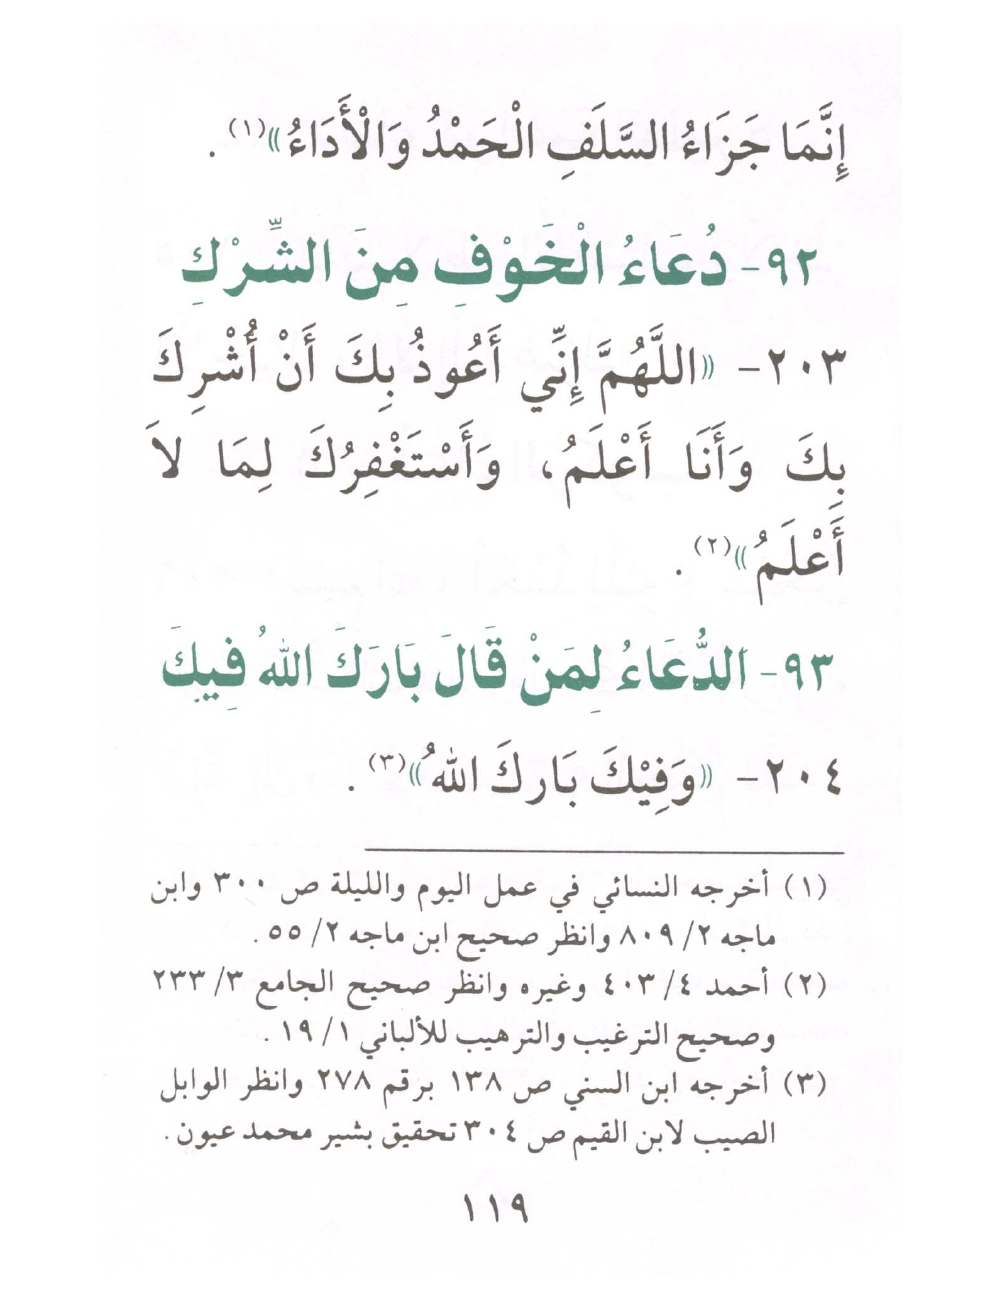 إِنَّمَا جَزَاءُ السَّلَفِ الْحَمْدُ وَالْأَدَاءُ»(١) .
٩٢- دُعَاءُ الْخَوْفِ مِنَ الشِّرْكِ
٢٠٣- «اللَّهُمَّ إِنِّي أَعُوذُ بِكَ أَنْ أُشْرِكَ
بِكَ وَأَنَا أَعْلَمُ، وَأَسْتَغْفِرُكَ لِمَا لاَ
أَعْلَمُ»(٢) .
٩٣- الدُّعَاءُ لِمَنْ قَالَ بَارَكَ اللهُ فِيكَ
٢٠٤- «وَفِيْكَ بَارَكَ اللهُ»(٣) .
(١) أخرجه النسائي في عمل اليوم والليلة ص ٣٠٠ وابن
ماجه ٢/ ٨٠٩ وانظر صحيح ابن ماجه ٢/ ٥٥ .
(٢) أحمد ٤/ ٤٠٣ وغيره وانظر صحيح الجامع ٣/ ٢٣٣
وصحيح الترغيب والترهيب للألباني ١/ ١٩ .
(٣) أخرجه ابن السني ص ١٣٨ برقم ٢٧٨ وانظر الوابل
الصيب لابن القيم ص ٣٠٤ تحقيق بشير محمد عيون .
١١٩